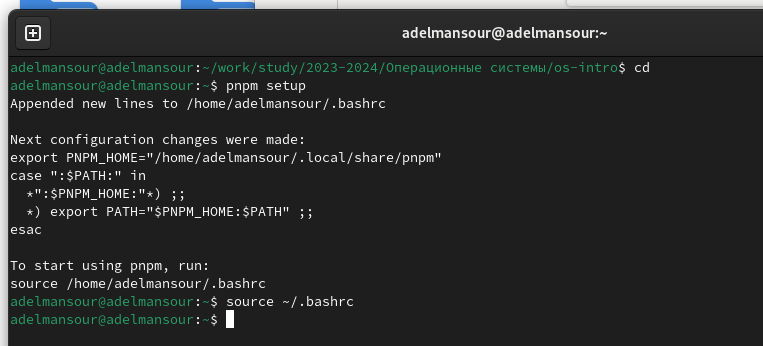 adelmansour@adelmansour:~
adelmansour@adelmansour:~/work/study/2023-2024/Операционные системы/os-intro$ cd
adelmansour@adelmansour:~$ pnpm setup
Appended new lines to /home/adelmansour/.bashrc

Next configuration changes were made:
export PNPM_HOME="/home/adelmansour/.local/share/pnpm"
case ":$PATH:" in
  *":$PNPM_HOME:"*) ;;
  *) export PATH="$PNPM_HOME:$PATH" ;;
esac

To start using pnpm, run:
source /home/adelmansour/.bashrc
adelmansour@adelmansour:~$ source ~/.bashrc
adelmansour@adelmansour:~$